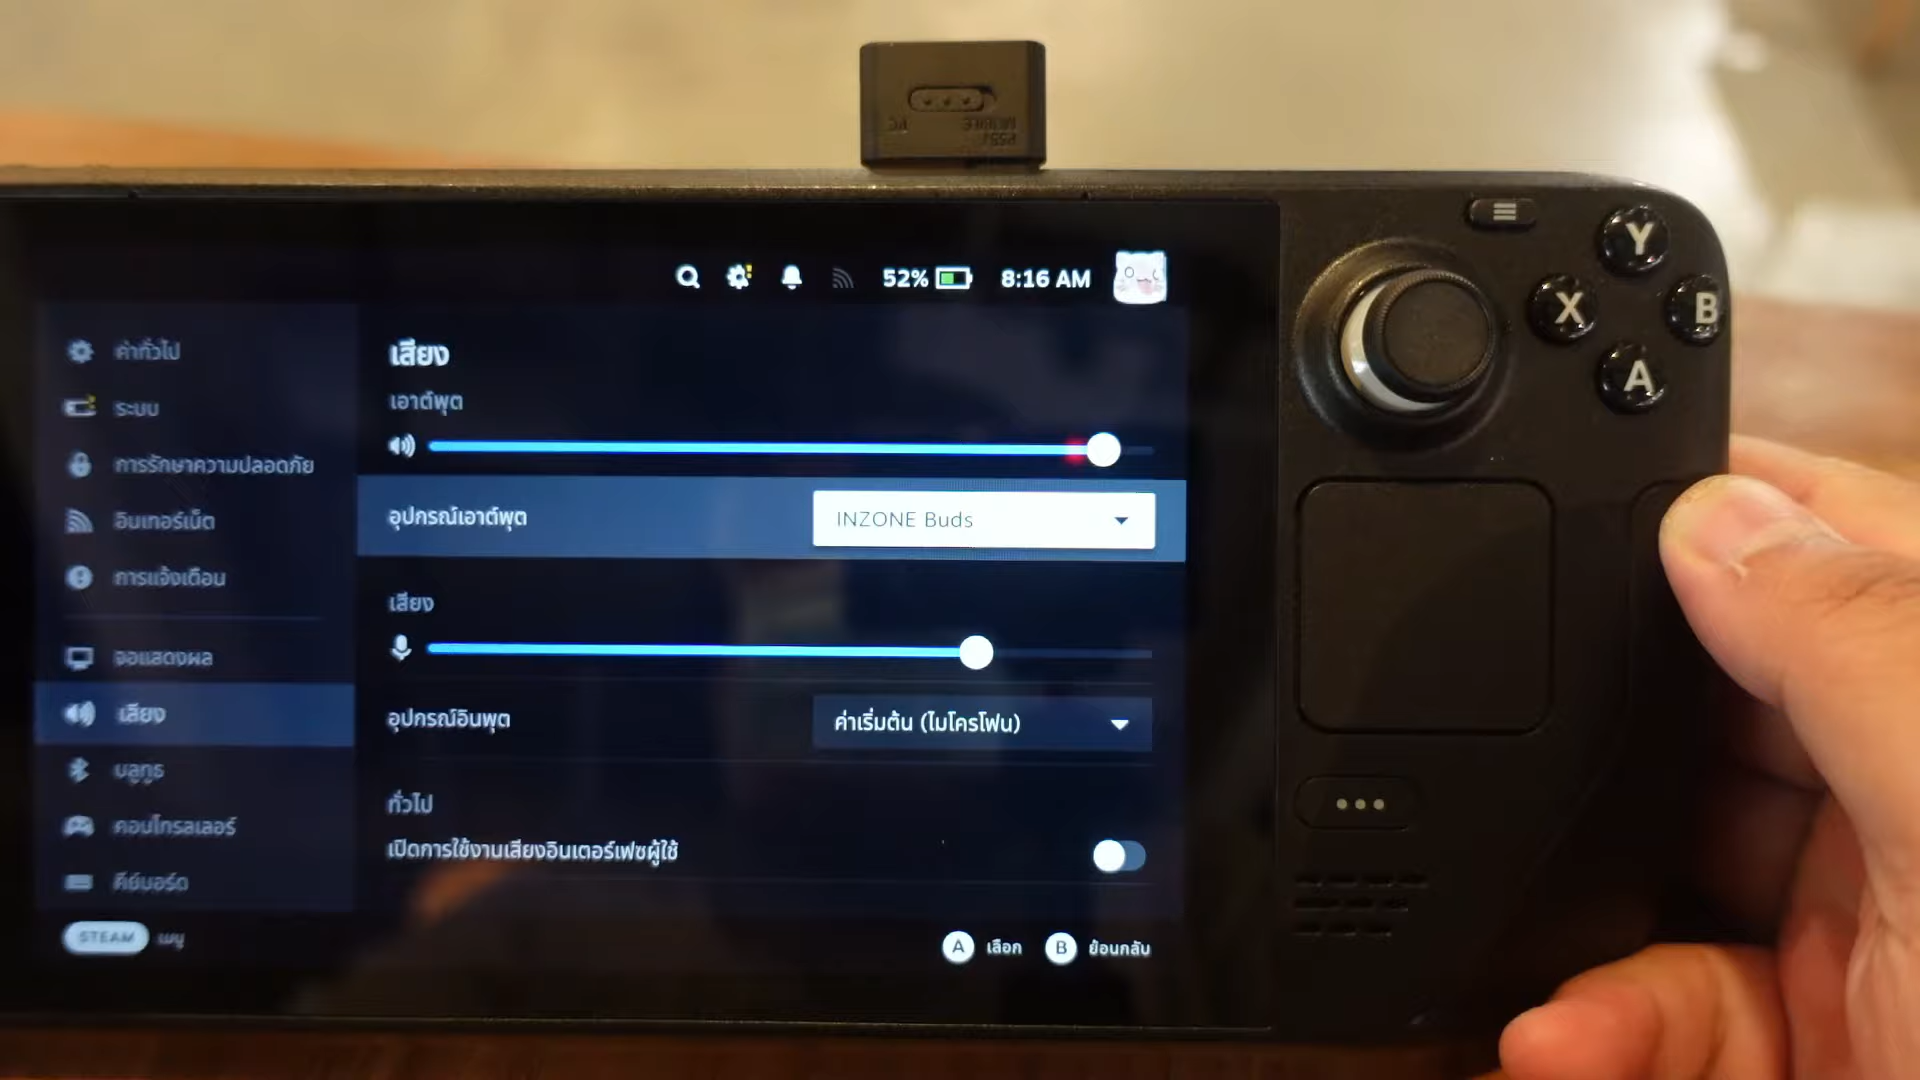 PC
MOBILE
PS5
52%
8:16 AM
ค่าทั่วไป
ระบบ
การรักษาความปลอดภัย
อินเทอร์เน็ต
การแจ้งเตือน
จอแสดงผล
เสียง
บลูทูธ
คอนโทรลเลอร์
คีย์บอร์ด
เสียง
เอาต์พุต
อุปกรณ์เอาต์พุต
INZONE Buds
เสียง
อุปกรณ์อินพุต
ค่าเริ่มต้น (ไมโครโฟน)
ทั่วไป
เปิดการใช้งานเสียงอินเตอร์เฟซผู้ใช้
STEAM เมนู
A เลือก B ย้อนกลับ
Y
X
B
A